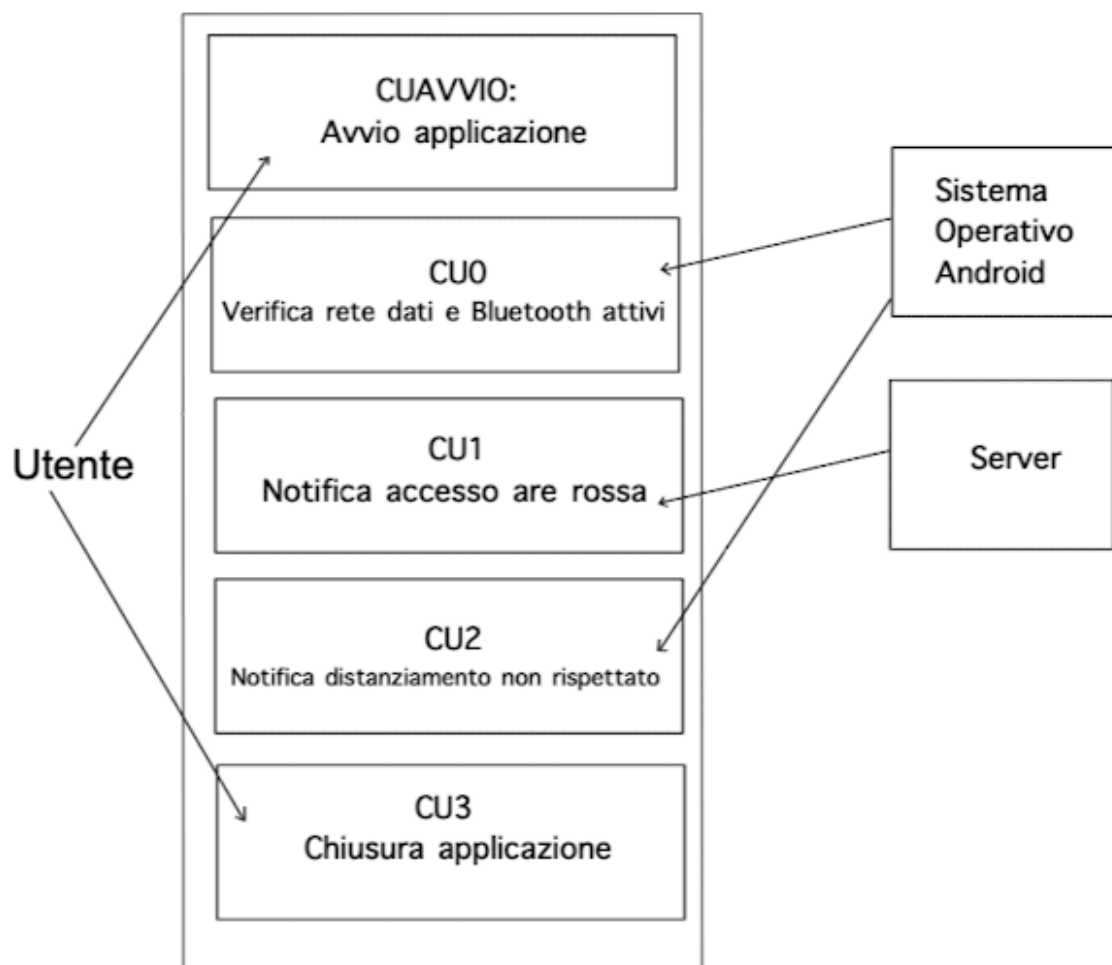 CUAVVIO:
Avvio applicazione
CU0
Verifica rete dati e Bluetooth attivi
CU1
Notifica accesso are rossa
CU2
Notifica distanziamento non rispettato
CU3
Chiusura applicazione
Utente
Sistema
Operativo
Android
Server